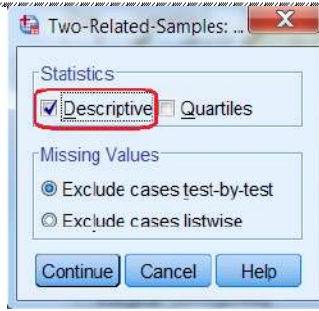 Two-Related-Samples: ...
Statistics
Descriptive Quartiles
Missing Values
Exclude cases test-by-test
Exclude cases listwise
Continue Cancel Help